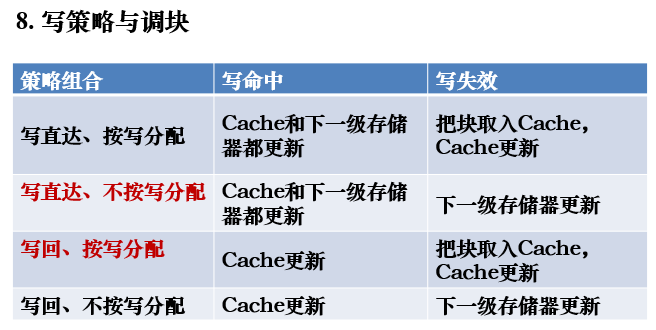 8. 写策略与调块
策略组合 写命中 写失效
写直达、按写分配
Cache和下一级存储
器都更新
把块取入Cache，
Cache更新
写直达、不按写分配
Cache和下一级存储
器都更新
下一级存储器更新
写回、按写分配
Cache更新
把块取入Cache，
Cache更新
写回、不按写分配 Cache更新 下一级存储器更新